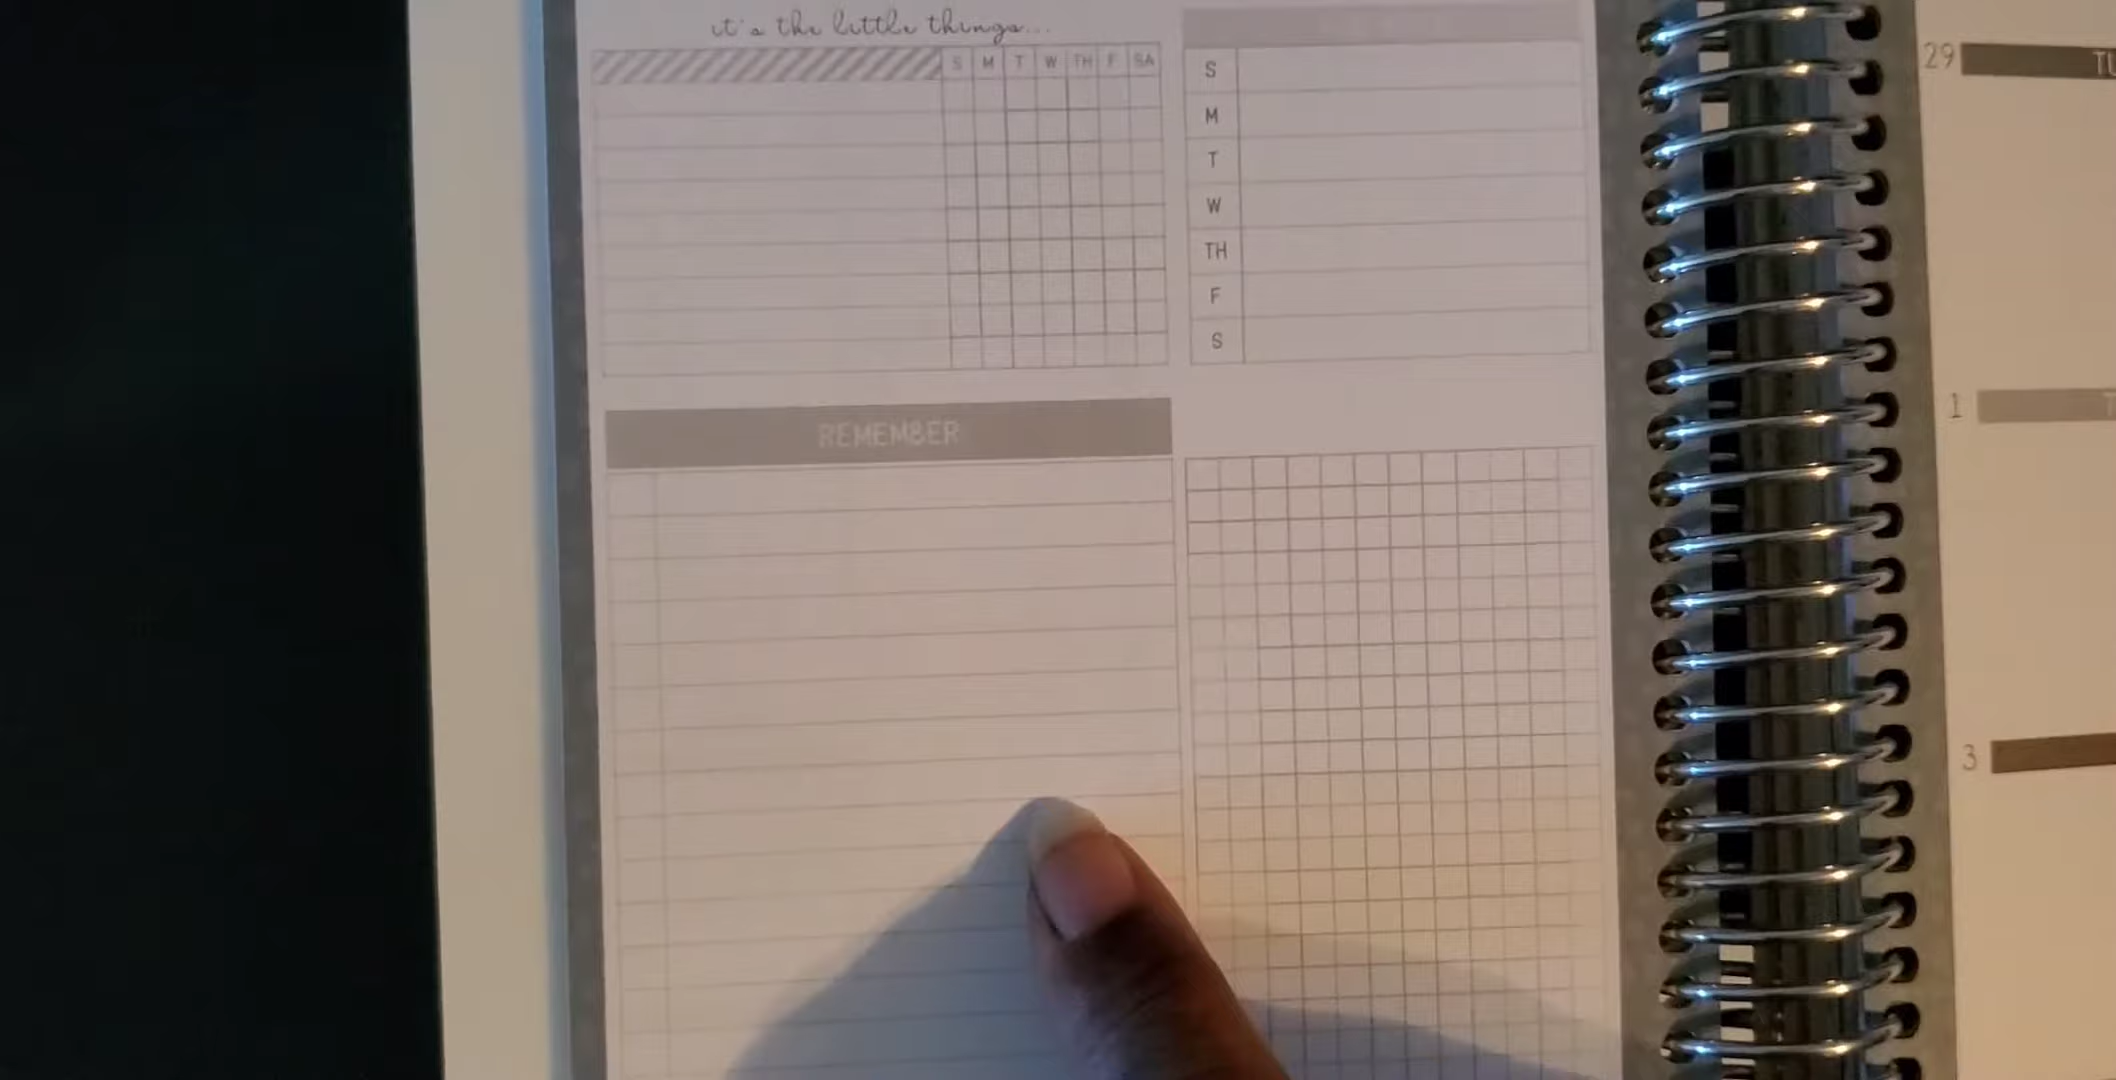 it's the little things...
S M T W TH F SA
S
M
T
W
TH
F
S
REMEMBER
29
1
3